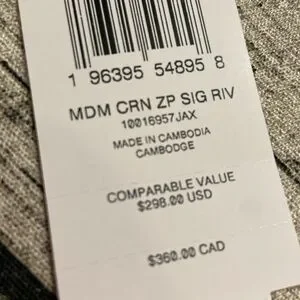 1 96395 54895 8
MDM CRN ZP SIG RIV
10016957JAX
MADE IN CAMBODIA
CAMBODGE
COMPARABLE VALUE
$298.00 USD
$360.00 CAD